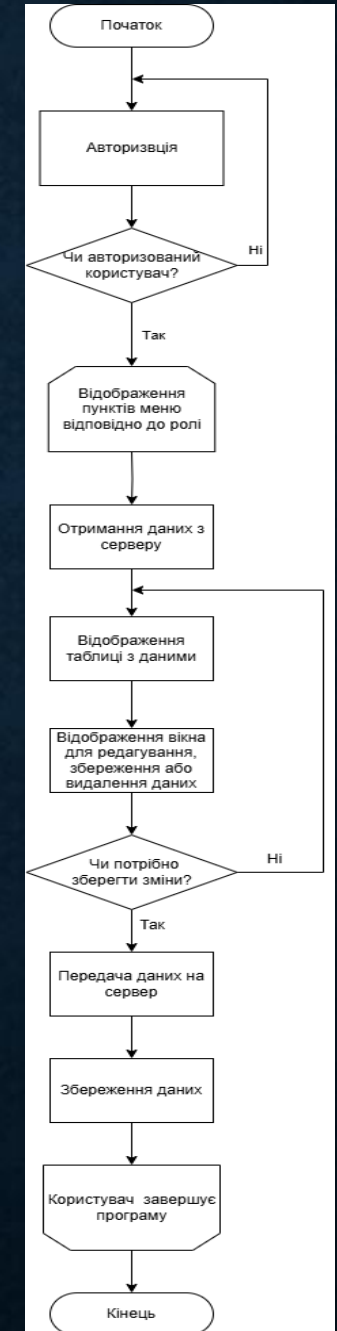 Початок
Авторизвція
Чи авторизований
користувач?
Ні
Так
Відображення
пунктів меню
відповідно до ролі
Отримання даних з
серверу
Відображення
таблиці з даними
Відображення вікна
для редагування,
збереження або
видалення даних
Чи потрібно
зберегти зміни?
Ні
Так
Передача даних на
сервер
Збереження даних
Користувач завершує
програму
Кінець